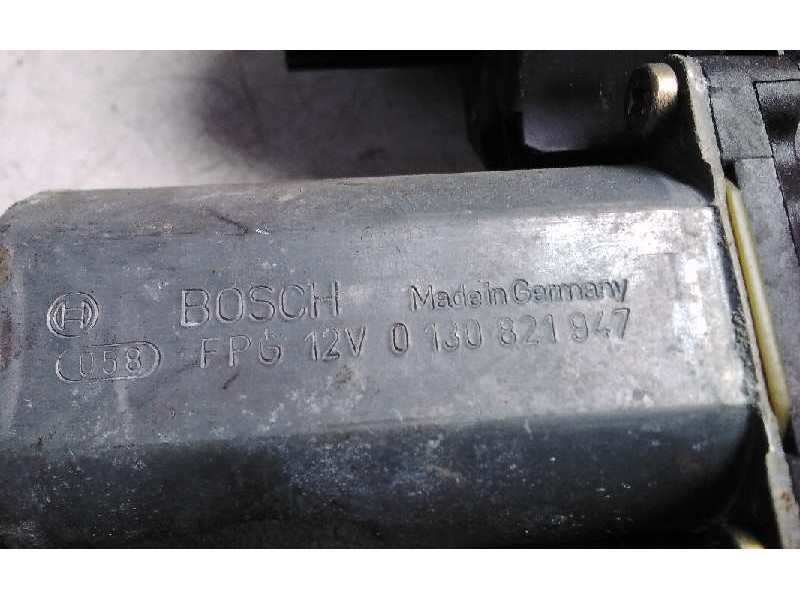 BOSCH Made in Germany
058 FPG 12V 0 130 821 947